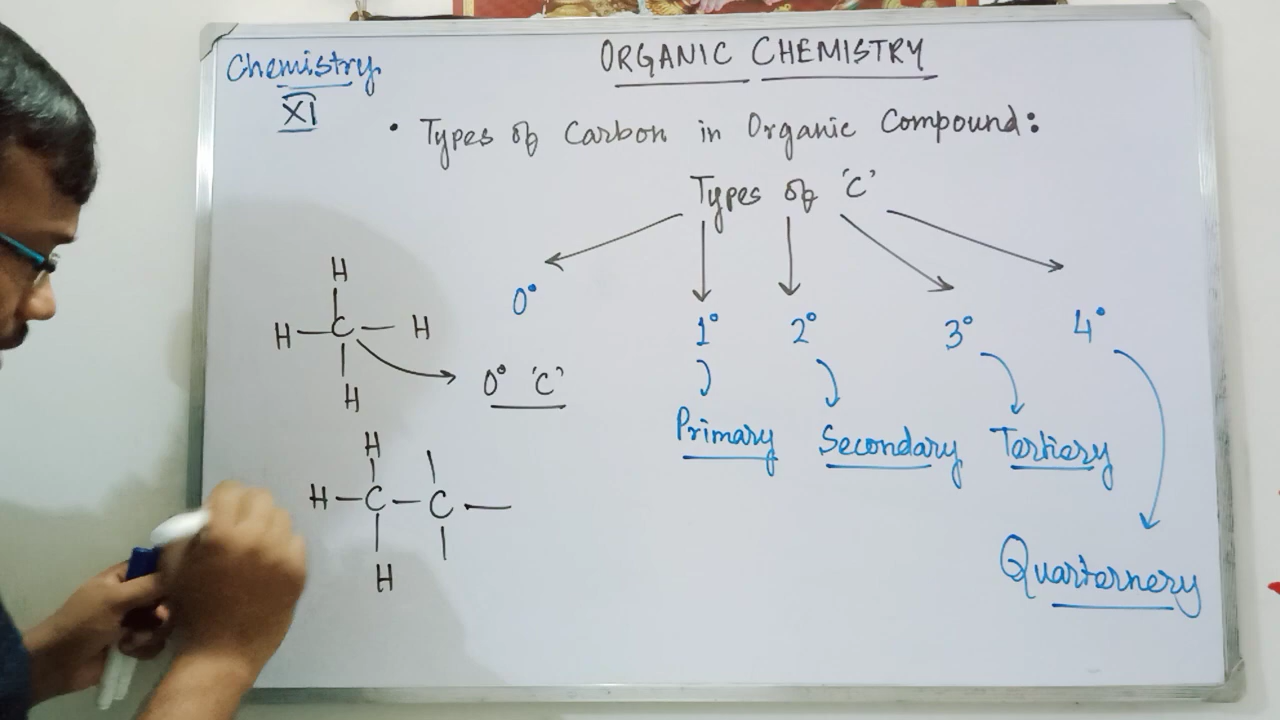 Chemistry
XI
ORGANIC CHEMISTRY
• Types of Carbon in Organic Compound:
Types of 'C'
0° 1° 2° 3° 4°
Primary Secondary Tertiary
Quarternery
H
H—C—H
H
0° 'C'
H
H—C—C—
H